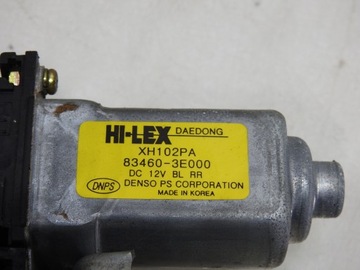 HI-LEX DAEDONG
XH102PA
83460-3E000
DC 12V BL RR
DNPS DENSO PS CORPORATION
MADE IN KOREA